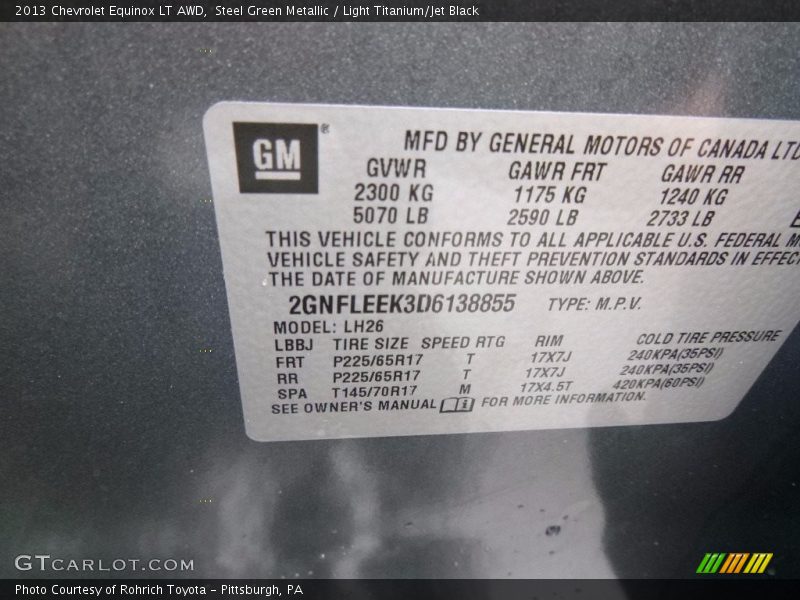 2013 Chevrolet Equinox LT AWD, Steel Green Metallic / Light Titanium/Jet Black
GM®
MFD BY GENERAL MOTORS OF CANADA LTD
GVWR GAWR FRT GAWR RR
2300 KG 1175 KG 1240 KG
5070 LB 2590 LB 2733 LB
THIS VEHICLE CONFORMS TO ALL APPLICABLE U.S. FEDERAL M
VEHICLE SAFETY AND THEFT PREVENTION STANDARDS IN EFFEC
THE DATE OF MANUFACTURE SHOWN ABOVE.
2GNFLEEK3D6138855 TYPE: M.P.V.
MODEL: LH26
LBBJ TIRE SIZE SPEED RTG RIM COLD TIRE PRESSURE
FRT P225/65R17 T 17X7J 240KPA(35PSI)
RR P225/65R17 T 17X7J 240KPA(35PSI)
SPA T145/70R17 M 17X4.5T 420KPA(60PSI)
SEE OWNER'S MANUAL FOR MORE INFORMATION.
GTCARLOT.COM
Photo Courtesy of Rohrich Toyota - Pittsburgh, PA